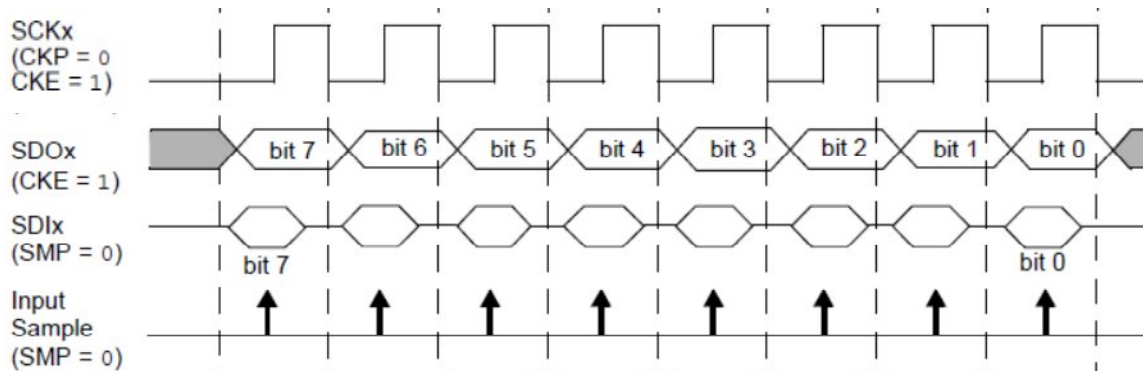 SCKx
(CKP = 0
CKE = 1)
SDOx
(CKE = 1)
bit 7 bit 6 bit 5 bit 4 bit 3 bit 2 bit 1 bit 0
SDIx
(SMP = 0)
bit 7 bit 0
Input
Sample
(SMP = 0)